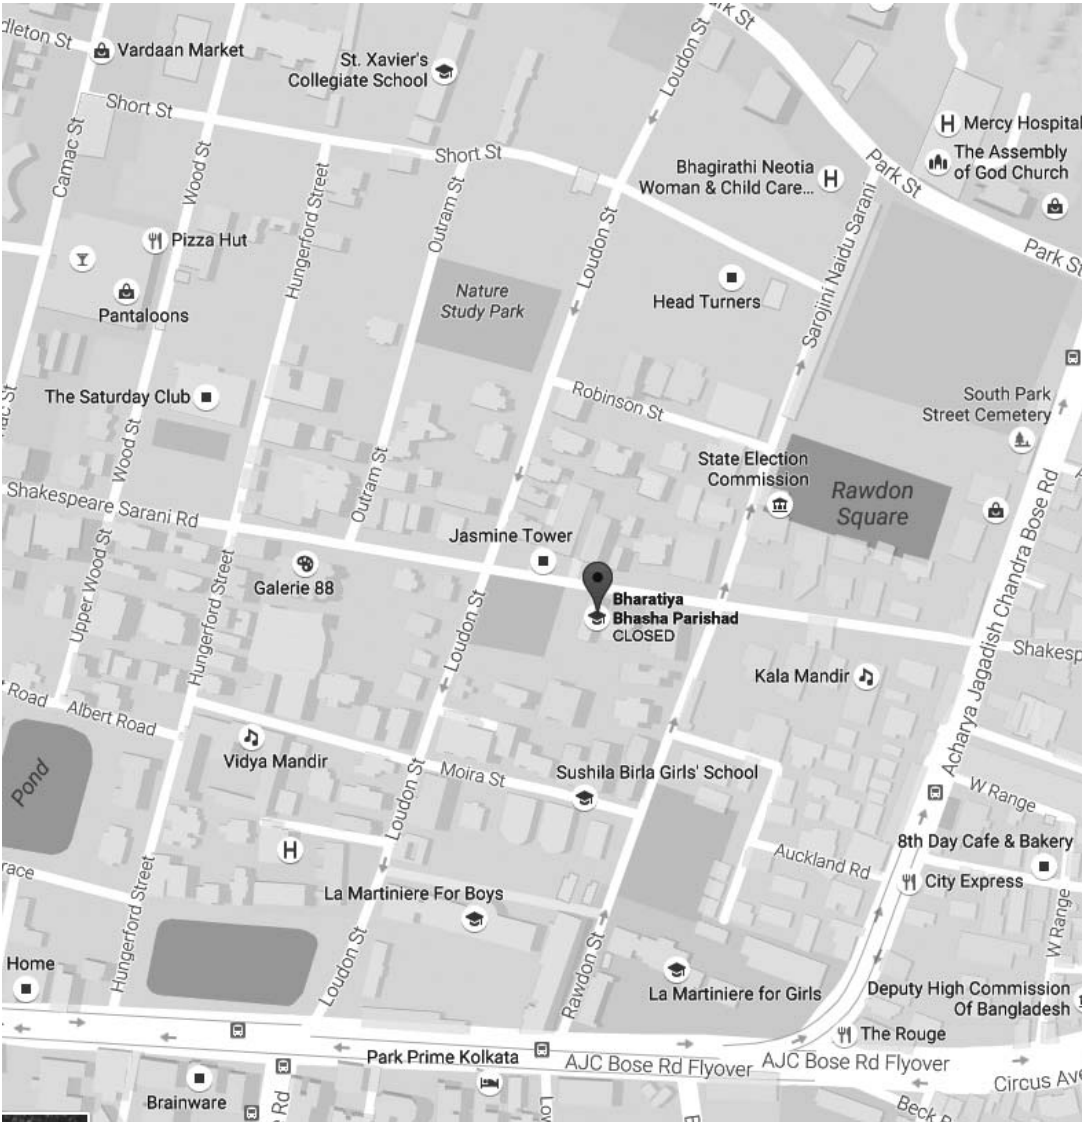 dleton St
Vardaan Market
St. Xavier's
Collegiate School
Loudon St
Park St
Short St
Camac St
Wood St
Short St
Mercy Hospital
The Assembly
of God Church
Bhagirathi Neotia
Woman & Child Care...
Park St
Hungerford Street
Outram St
Loudon St
Sarojini Naidu Sarani
Pizza Hut
Park St
Pantaloons
Nature
Study Park
Head Turners
The Saturday Club
Robinson St
South Park
Street Cemetery
ac St
Wood St
Outram St
State Election
Commission
Rawdon
Square
Shakespeare Sarani Rd
Jasmine Tower
Galerie 88
Upper Wood St
Hungerford Street
Loudon St
Bharatiya
Bhasha Parishad
CLOSED
Acharya Jagadish Chandra Bose Rd
Shakesp
Kala Mandir
Road
Albert Road
Vidya Mandir
Moira St
Sushila Birla Girls' School
Pond
Loudon St
W Range
8th Day Cafe & Bakery
Auckland Rd
City Express
race
Hungerford Street
La Martiniere For Boys
W Range
Home
Loudon St
Rawdon St
La Martiniere for Girls
Deputy High Commission
Of Bangladesh
The Rouge
Park Prime Kolkata
AJC Bose Rd Flyover
AJC Bose Rd Flyover
Circus Ave
Brainware
Rd
Low
Beck